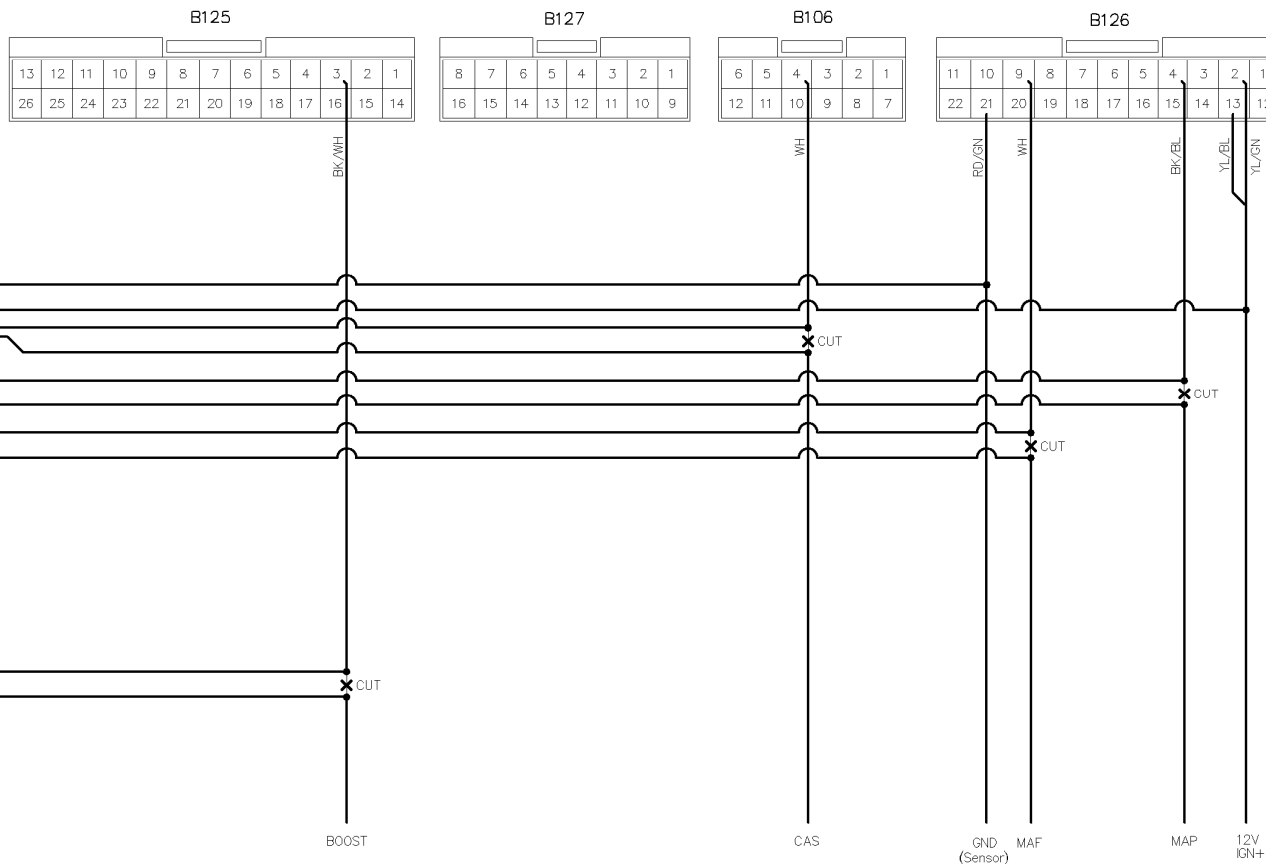 B125 B127 B106 B126
13 12 11 10 9 8 7 6 5 4 3 2 1
26 25 24 23 22 21 20 19 18 17 16 15 14
8 7 6 5 4 3 2 1
16 15 14 13 12 11 10 9
6 5 4 3 2 1
12 11 10 9 8 7
11 10 9 8 7 6 5 4 3 2 1
22 21 20 19 18 17 16 15 14 13 12
BK/WH
WH
RD/GN
WH
BK/BL
YL/BL
YL/GN
CUT
CUT
CUT
CUT
BOOST
CAS
GND
(Sensor)
MAF
MAP
12V
IGN+